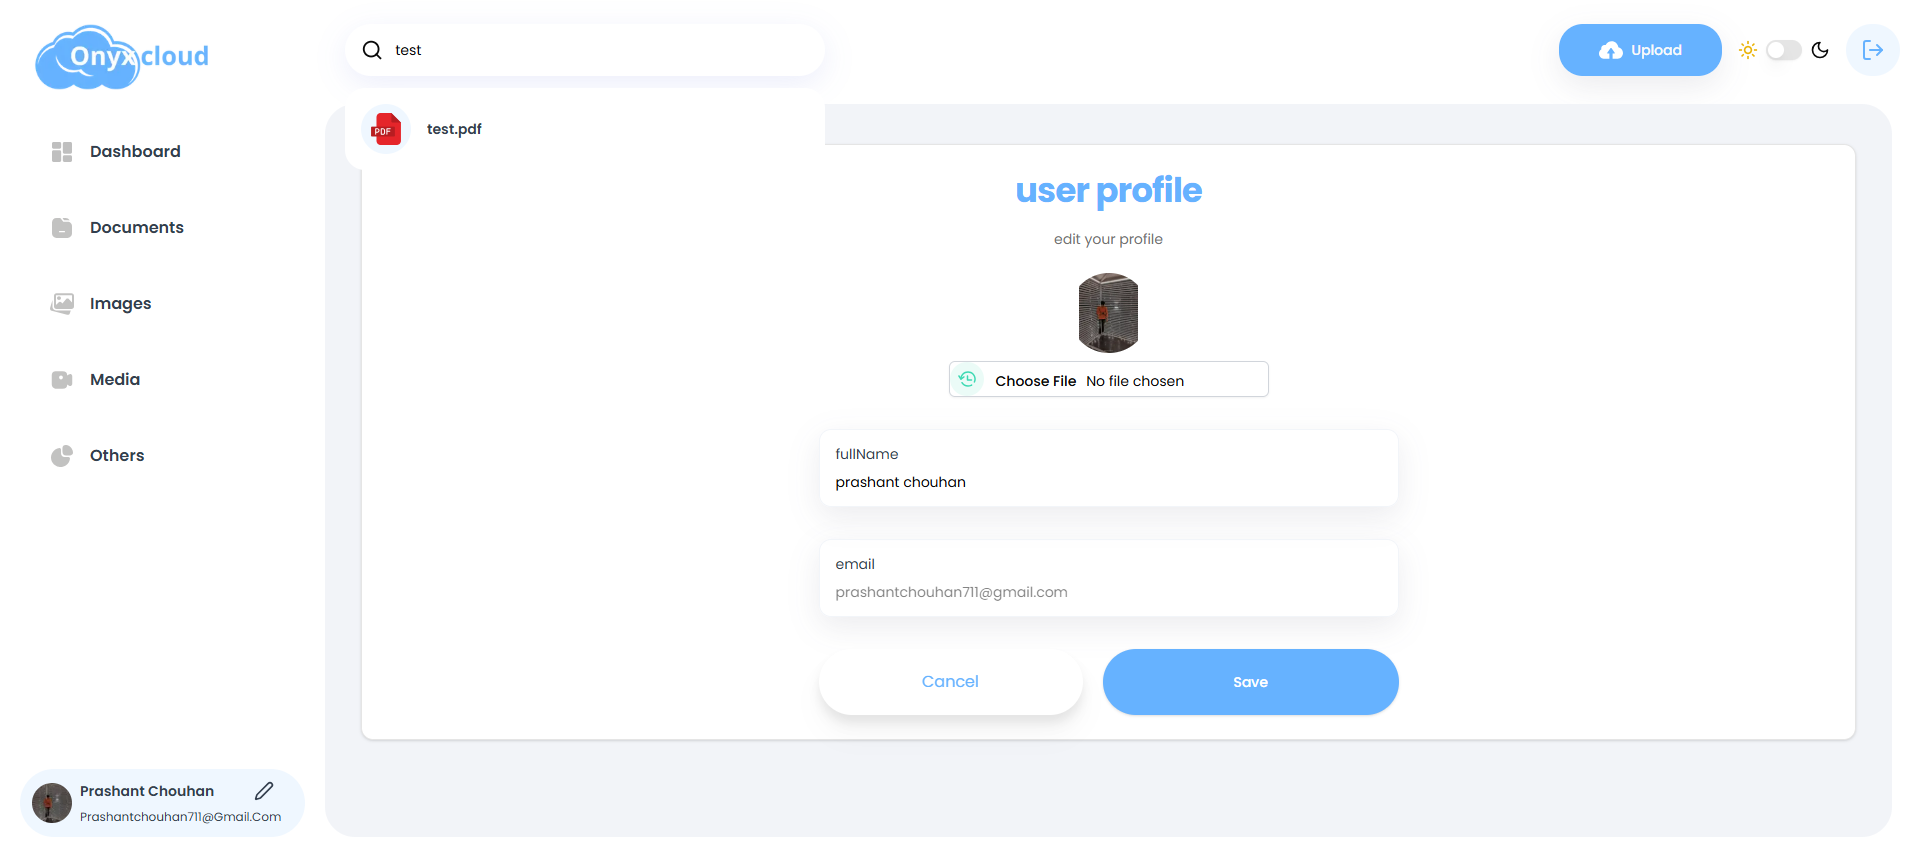 Onyxcloud
test
Upload
PDF
test.pdf
Dashboard
Documents
Images
Media
Others
user profile
edit your profile
Choose File No file chosen
fullName
prashant chouhan
email
prashantchouhan711@gmail.com
Cancel
Save
Prashant Chouhan
Prashantchouhan711@Gmail.Com